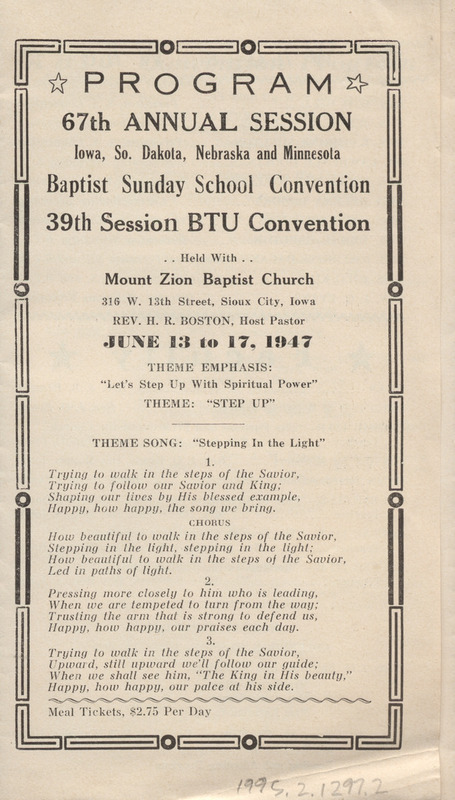 ☆ PROGRAM ☆
67th ANNUAL SESSION
Iowa, So. Dakota, Nebraska and Minnesota
Baptist Sunday School Convention
39th Session BTU Convention
. . Held With . .
Mount Zion Baptist Church
316 W. 13th Street, Sioux City, Iowa
REV. H. R. BOSTON, Host Pastor
JUNE 13 to 17, 1947
THEME EMPHASIS:
"Let's Step Up With Spiritual Power"
THEME: "STEP UP"
THEME SONG: "Stepping In the Light"
1.
Trying to walk in the steps of the Savior,
Trying to follow our Savior and King;
Shaping our lives by His blessed example,
Happy, how happy, the song we bring.
CHORUS
How beautiful to walk in the steps of the Savior,
Stepping in the light, stepping in the light;
How beautiful to walk in the steps of the Savior,
Led in paths of light.
2.
Pressing more closely to him who is leading,
When we are tempeted to turn from the way;
Trusting the arm that is strong to defend us,
Happy, how happy, our praises each day.
3.
Trying to walk in the steps of the Savior,
Upward, still upward we'll follow our guide;
When we shall see him, "The King in His beauty,"
Happy, how happy, our palce at his side.
Meal Tickets, $2.75 Per Day
1995.2.1297.2